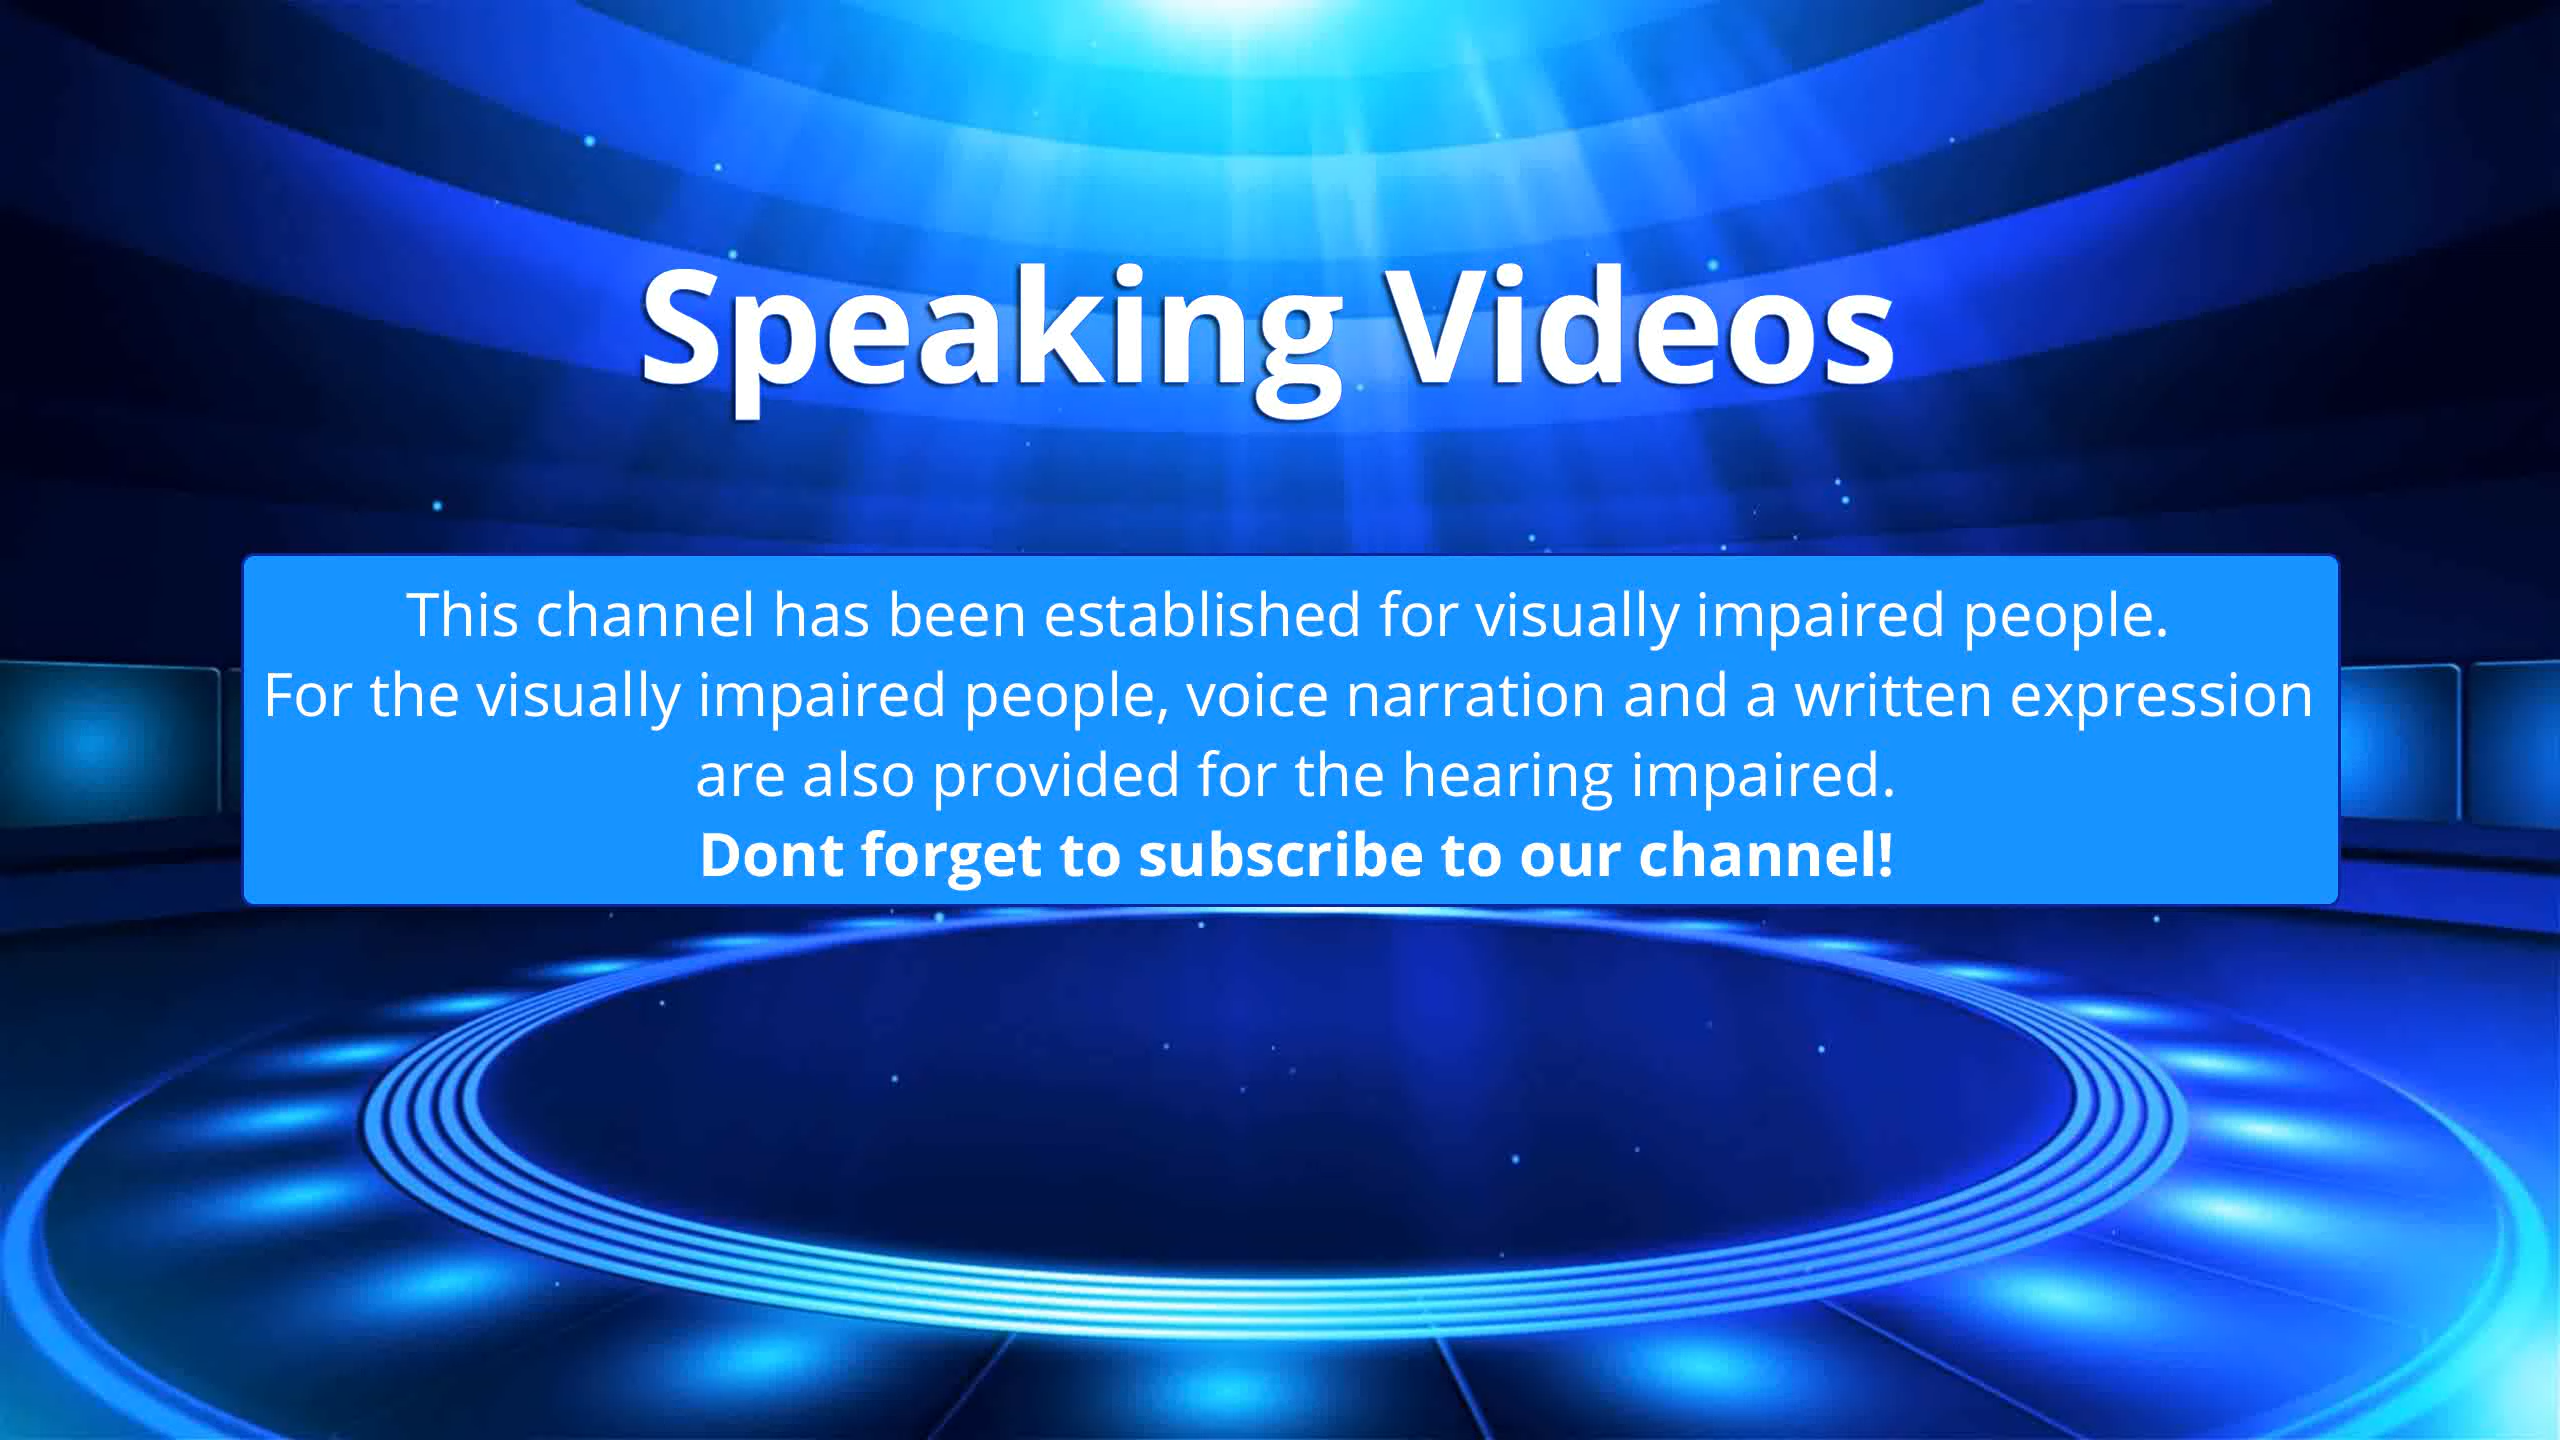 Speaking Videos
This channel has been established for visually impaired people.
For the visually impaired people, voice narration and a written expression
are also provided for the hearing impaired.
Dont forget to subscribe to our channel!